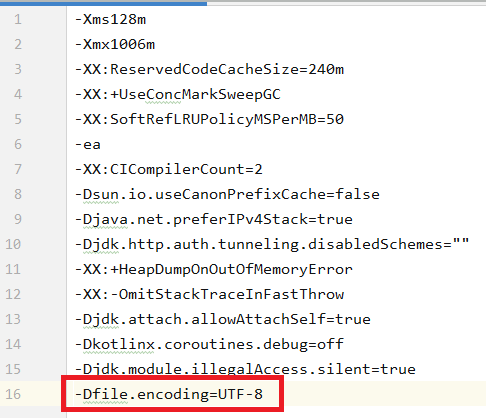 1 -Xms128m
2 -Xmx1006m
3 -XX:ReservedCodeCacheSize=240m
4 -XX:+UseConcMarkSweepGC
5 -XX:SoftRefLRUPolicyMSPerMB=50
6 -ea
7 -XX:CICompilerCount=2
8 -Dsun.io.useCanonPrefixCache=false
9 -Djava.net.preferIPv4Stack=true
10 -Djdk.http.auth.tunneling.disabledSchemes=""
11 -XX:+HeapDumpOnOutOfMemoryError
12 -XX:-OmitStackTraceInFastThrow
13 -Djdk.attach.allowAttachSelf=true
14 -Dkotlinx.coroutines.debug=off
15 -Djdk.module.illegalAccess.silent=true
16 -Dfile.encoding=UTF-8